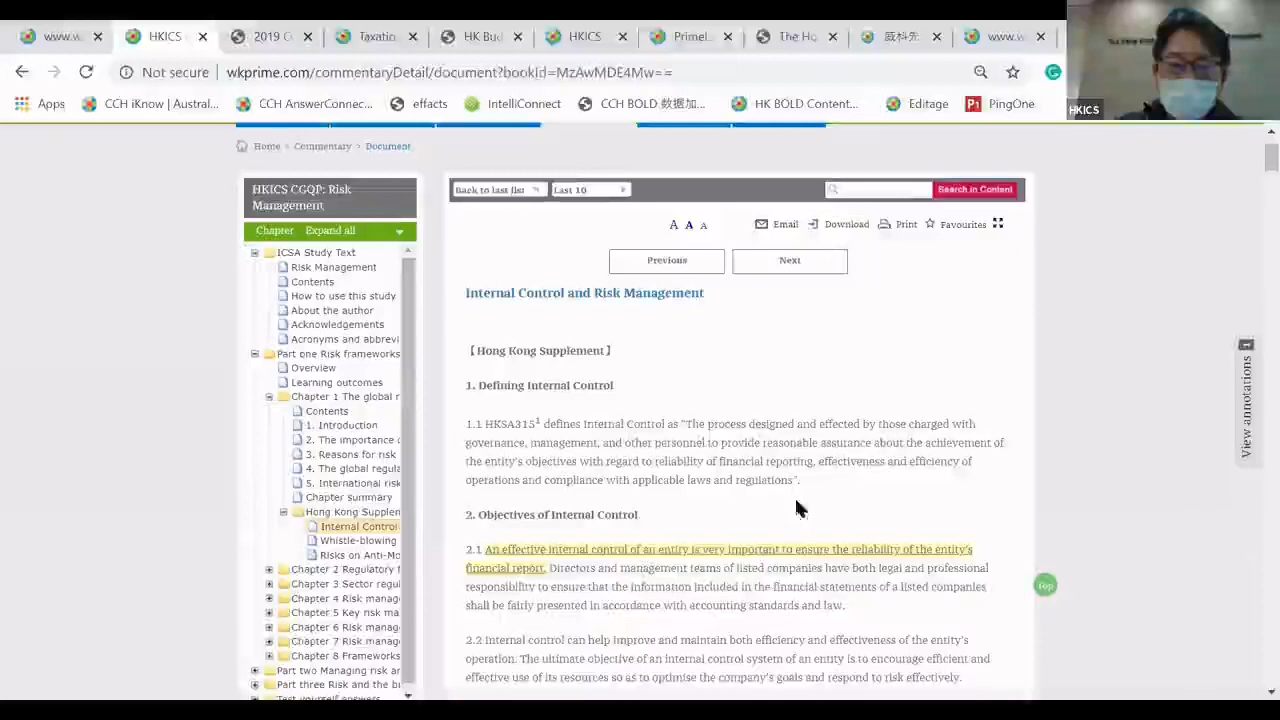 www.w
HKICS
2019 C
Taxatio
HK Bud
HKICS
PrimeL
The Ho
威科先
www.w
Not secure
wkprime.com/commentaryDetail/document?bookId=MzAwMDE4Mw==
Apps
CCH iKnow | Austral...
CCH AnswerConnec...
effacts
IntelliConnect
CCH BOLD 数据加...
HK BOLD Content...
Editage
PingOne
HKICS
Home > Commentary > Document
HKICS CGQP: Risk
Management
Chapter Expand all
ICSA Study Text
Risk Management
Contents
How to use this study
About the author
Acknowledgements
Acronyms and abbrevi
Part one Risk frameworks
Overview
Learning outcomes
Chapter 1 The global r
Contents
1. Introduction
2. The importance o
3. Reasons for risk
4. The global regula
5. International risk
Chapter summary
Hong Kong Supplen
Internal Control
Whistle-blowing
Risks on Anti-Mo
Chapter 2 Regulatory f
Chapter 3 Sector regul
Chapter 4 Risk manage
Chapter 5 Key risk ma
Chapter 6 Risk manage
Chapter 7 Risk manage
Chapter 8 Frameworks
Part two Managing risk ar
Part three Risk and the b
Test yourself answers
Back to last list
Last 10
Search in Content
A A A
Email
Download
Print
Favourites
Previous
Next
Internal Control and Risk Management
【Hong Kong Supplement】
1. Defining Internal Control
1.1 HKSA315¹ defines Internal Control as "The process designed and effected by those charged with
governance, management, and other personnel to provide reasonable assurance about the achievement of
the entity's objectives with regard to reliability of financial reporting, effectiveness and efficiency of
operations and compliance with applicable laws and regulations".
2. Objectives of Internal Control
2.1 An effective internal control of an entity is very important to ensure the reliability of the entity's
financial report. Directors and management teams of listed companies have both legal and professional
responsibility to ensure that the information included in the financial statements of a listed companies
shall be fairly presented in accordance with accounting standards and law.
2.2 Internal control can help improve and maintain both efficiency and effectiveness of the entity's
operation. The ultimate objective of an internal control system of an entity is to encourage efficient and
effective use of its resources so as to optimise the company's goals and respond to risk effectively.
Top
View annotations